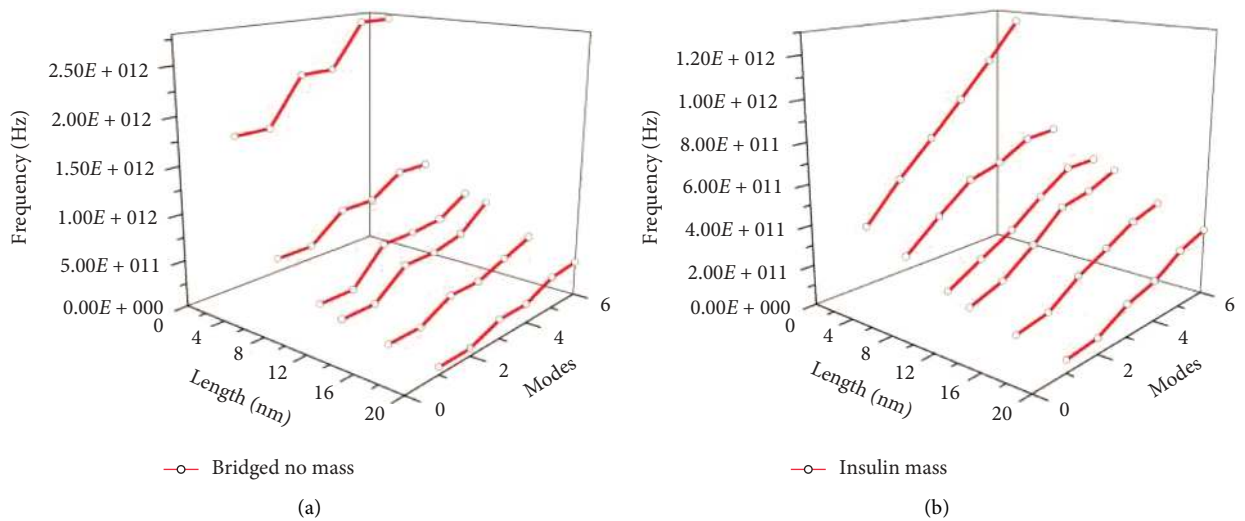 2.50E + 012
2.00E + 012
1.50E + 012
1.00E + 012
5.00E + 011
0.00E + 000
Frequency (Hz)
0
4
8
12
16
20
Length (nm)
0
2
4
6
Modes
Bridged no mass
(a)
1.20E + 012
1.00E + 012
8.00E + 011
6.00E + 011
4.00E + 011
2.00E + 011
0.00E + 000
Frequency (Hz)
0
4
8
12
16
20
Length (nm)
0
2
4
6
Modes
Insulin mass
(b)